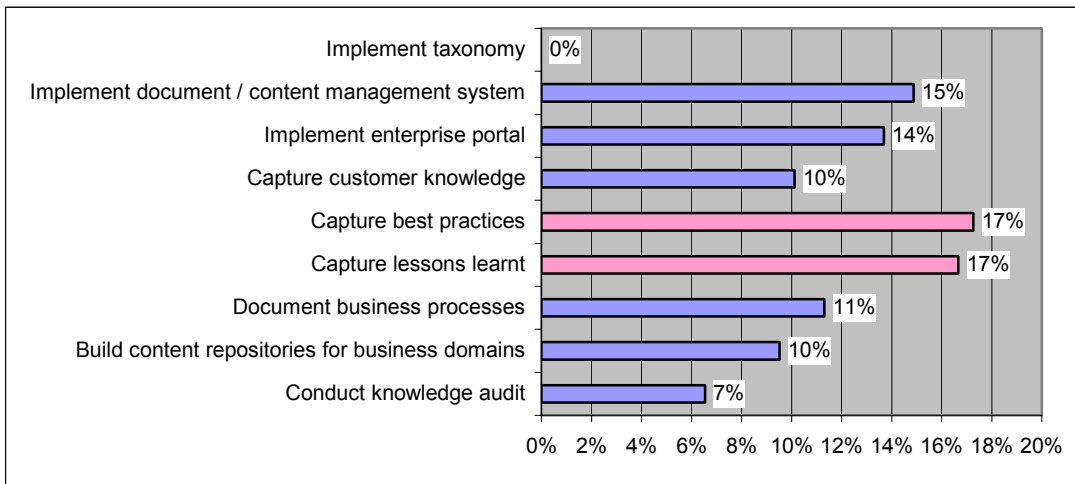 Implement taxonomy 0%
Implement document / content management system 15%
Implement enterprise portal 14%
Capture customer knowledge 10%
Capture best practices 17%
Capture lessons learnt 17%
Document business processes 11%
Build content repositories for business domains 10%
Conduct knowledge audit 7%
0% 2% 4% 6% 8% 10% 12% 14% 16% 18% 20%